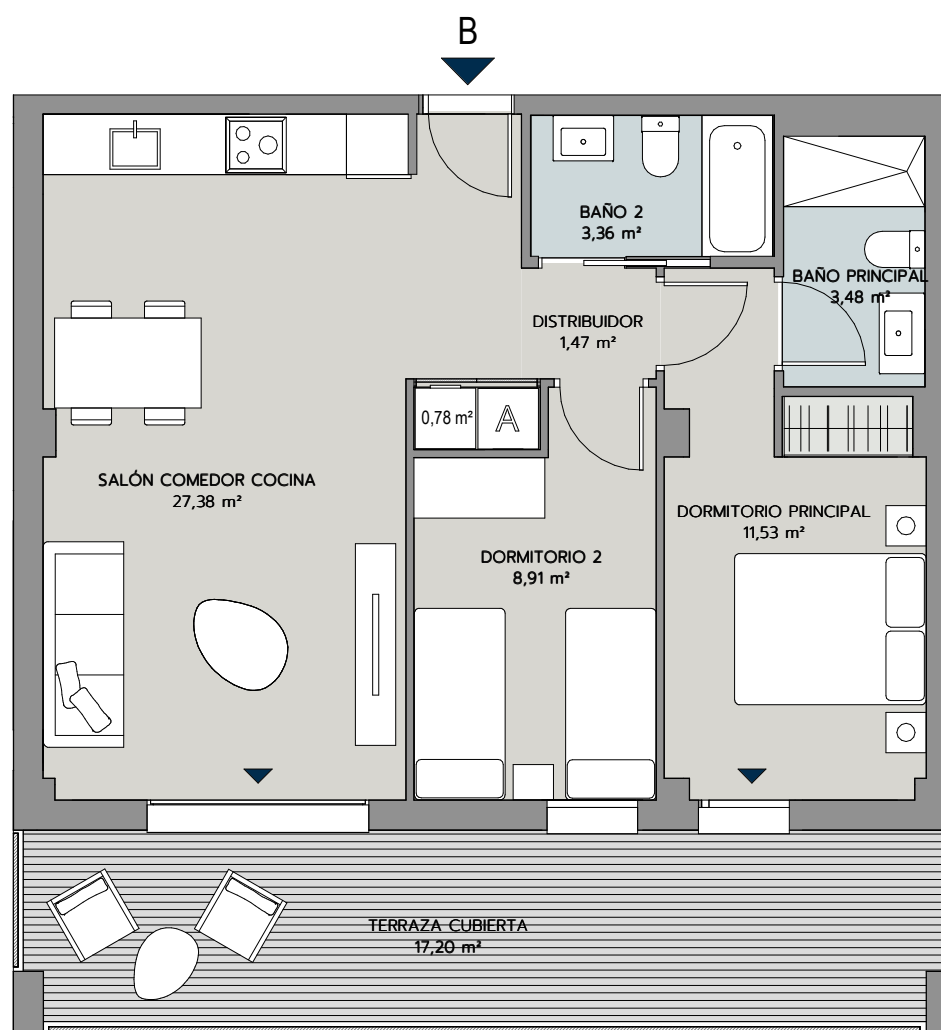 B
BAÑO 2
3,36 m²
BAÑO PRINCIPAL
3,48 m²
DISTRIBUIDOR
1,47 m²
0,78 m²
A
SALÓN COMEDOR COCINA
27,38 m²
DORMITORIO PRINCIPAL
11,53 m²
DORMITORIO 2
8,91 m²
TERRAZA CUBIERTA
17,20 m²